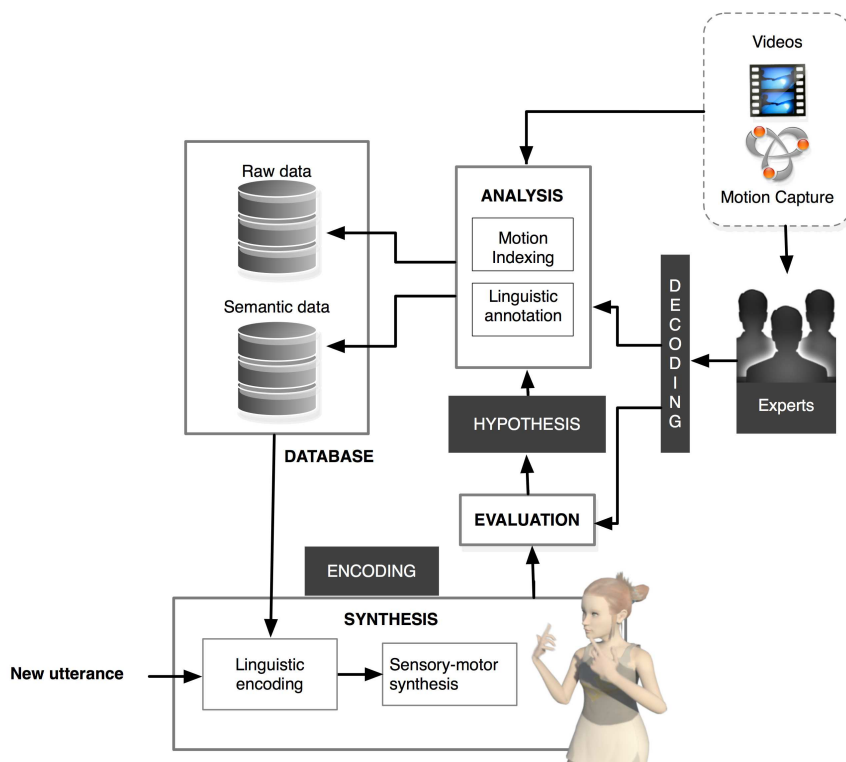 Videos
Motion Capture
Raw data
Semantic data
DATABASE
ANALYSIS
Motion
Indexing
Linguistic
annotation
DECODING
Experts
HYPOTHESIS
EVALUATION
ENCODING
SYNTHESIS
New utterance
Linguistic
encoding
Sensory-motor
synthesis